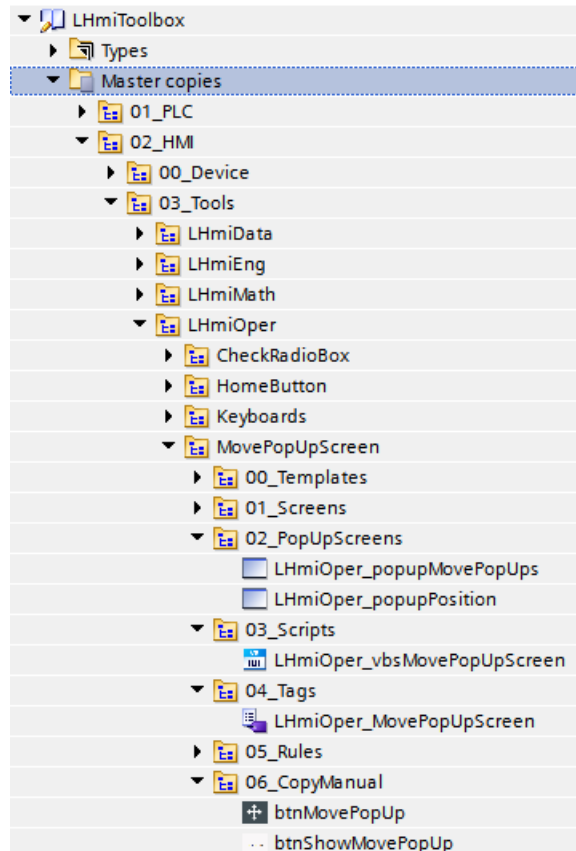 LHmiToolbox
Types
Master copies
01_PLC
02_HMI
00_Device
03_Tools
LHmiData
LHmiEng
LHmiMath
LHmiOper
CheckRadioBox
HomeButton
Keyboards
MovePopUpScreen
00_Templates
01_Screens
02_PopUpScreens
LHmiOper_popupMovePopUps
LHmiOper_popupPosition
03_Scripts
LHmiOper_vbsMovePopUpScreen
04_Tags
LHmiOper_MovePopUpScreen
05_Rules
06_CopyManual
btnMovePopUp
btnShowMovePopUp